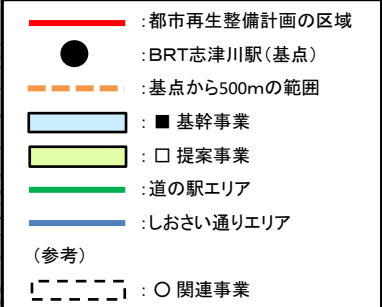 ：都市再生整備計画の区域
：BRT志津川駅（基点）
：基点から500mの範囲
：■ 基幹事業
：□ 提案事業
：道の駅エリア
：しおさい通りエリア
（参考）
：○ 関連事業